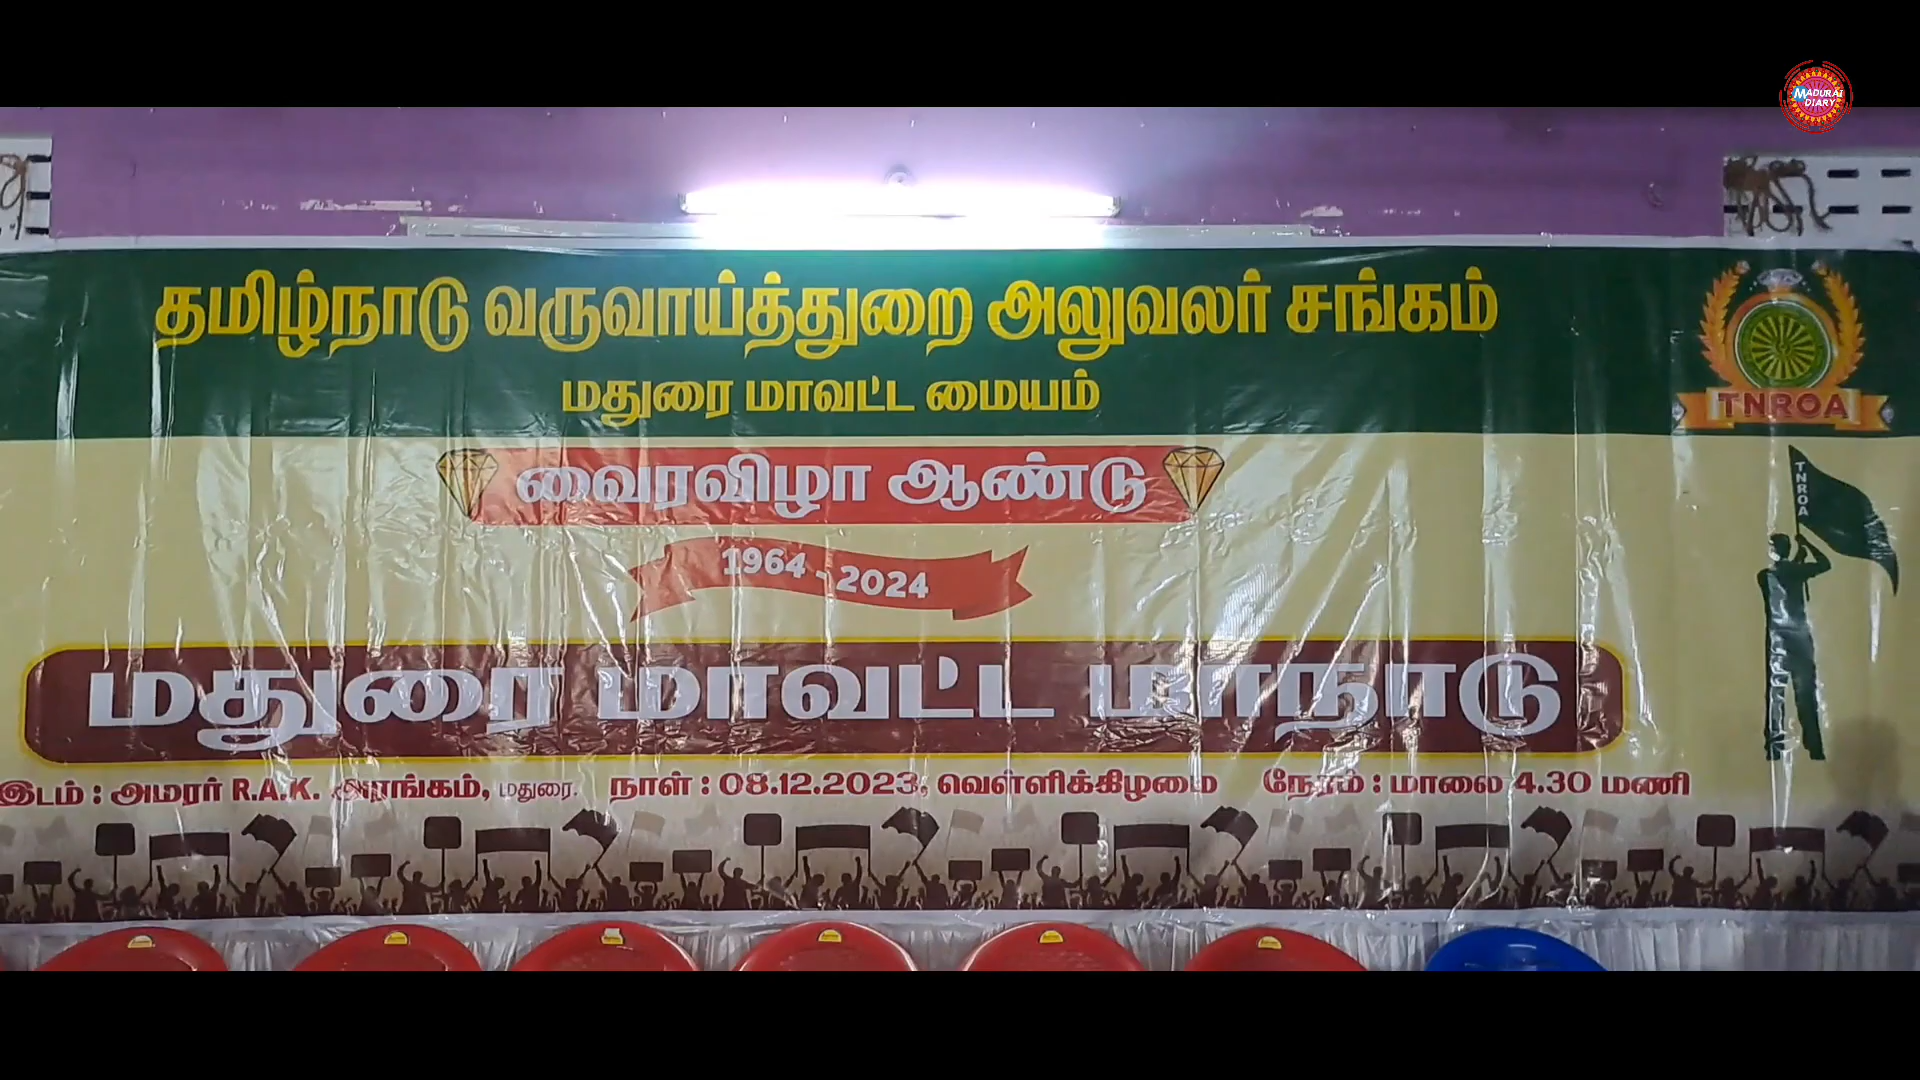 MADURAI
DIARY
தமிழ்நாடு வருவாய்த்துறை அலுவலர் சங்கம்
மதுரை மாவட்ட மையம்
TNROA
வைரவிழா ஆண்டு
TNROA
1964 - 2024
மதுரை மாவட்ட மாநாடு
இடம் : அமரர் R.A.K. அரங்கம், மதுரை. நாள் : 08.12.2023, வெள்ளிக்கிழமை நேரம் : மாலை 4.30 மணி